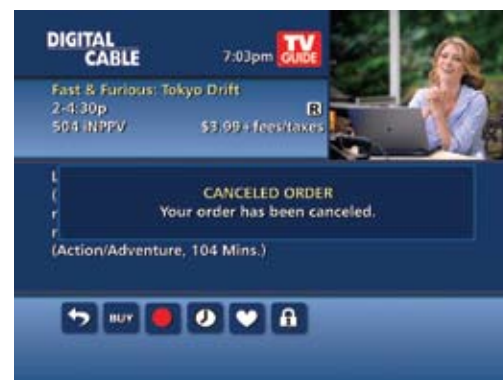 DIGITAL
CABLE
7:03pm
TV
GUIDE
Fast & Furious: Tokyo Drift
2-4:30p
R
504 iNPPV
$3.99+fees/taxes
L
(
r
r
CANCELED ORDER
Your order has been canceled.
(Action/Adventure, 104 Mins.)
BUY